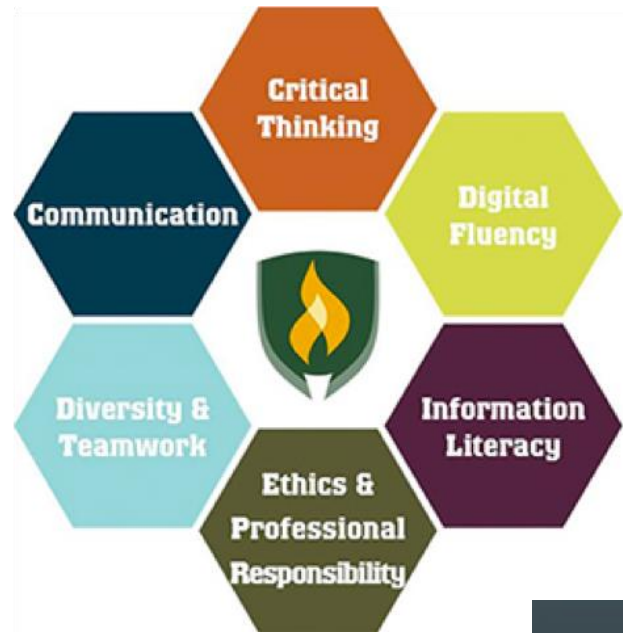 Critical
Thinking
Communication
Digital
Fluency
Diversity &
Teamwork
Information
Literacy
Ethics &
Professional
Responsibility